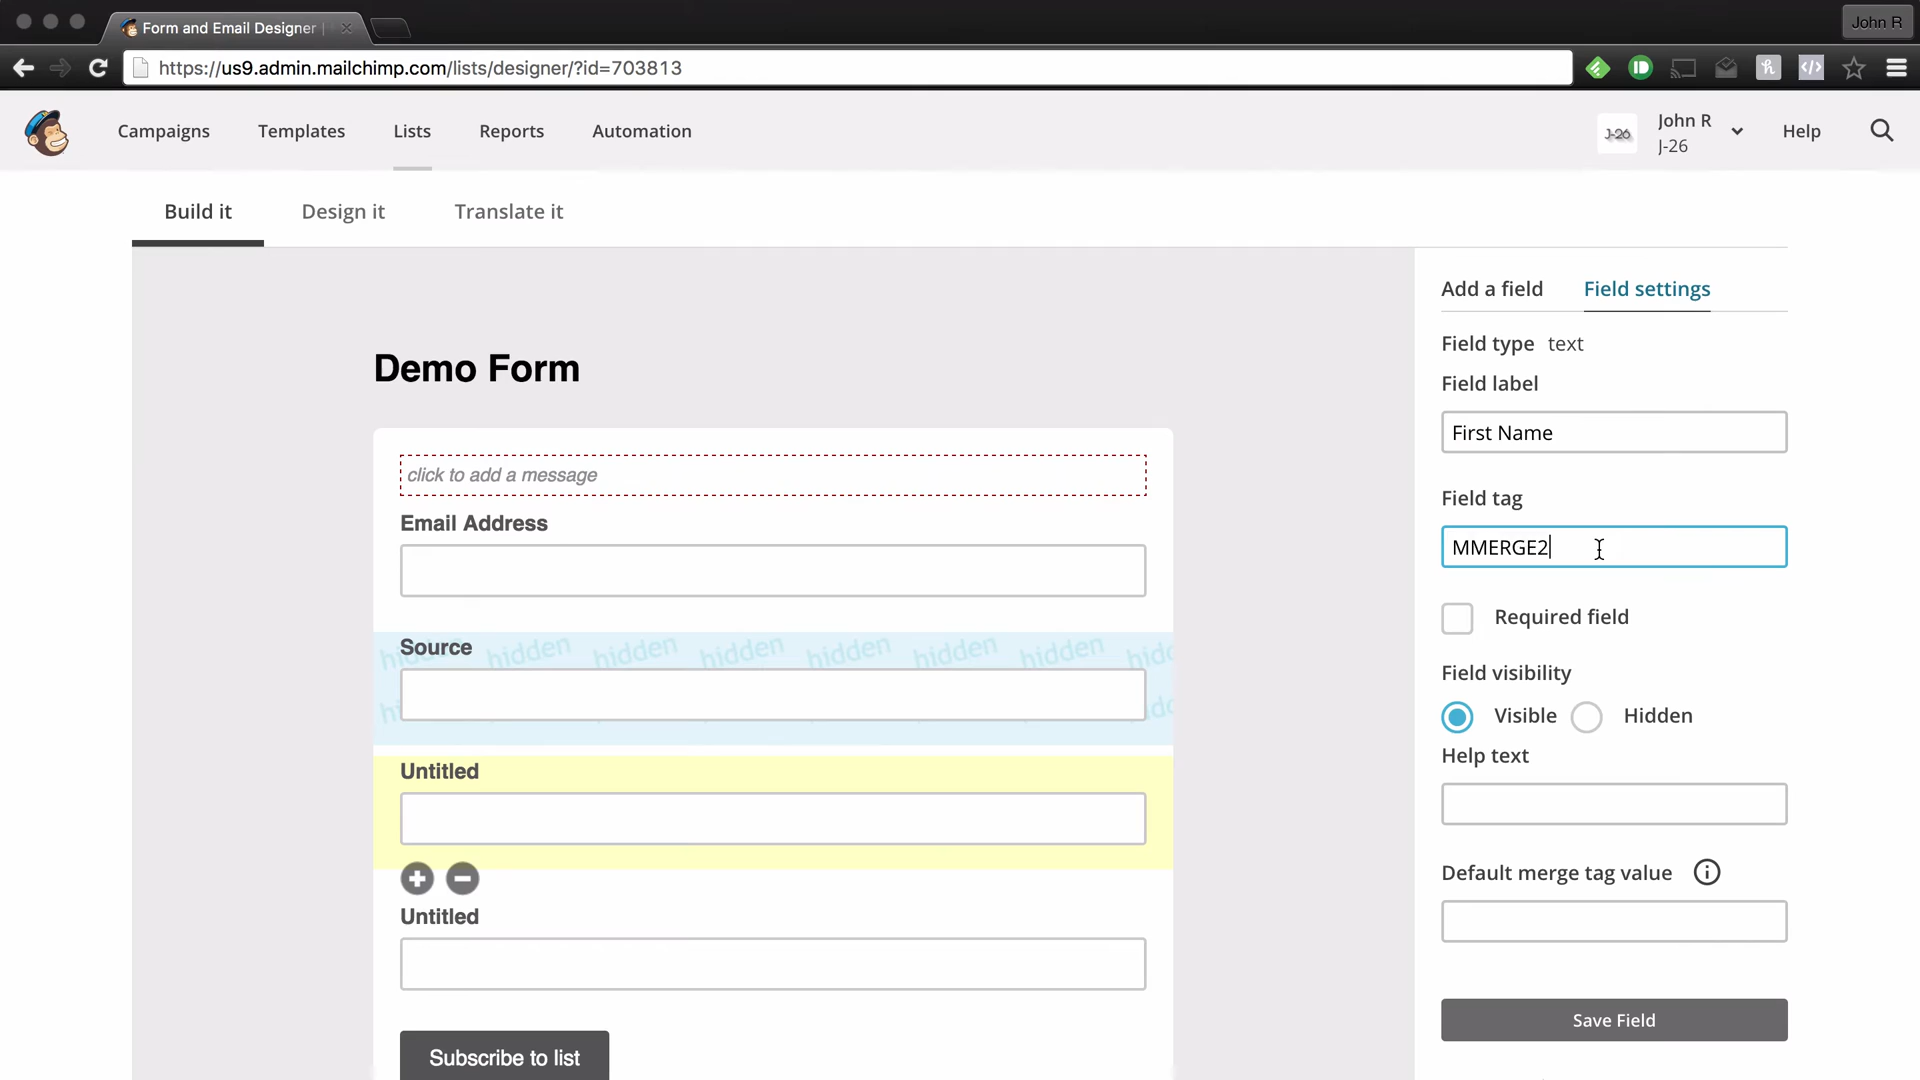 Form and Email Designer |
John R
https://us9.admin.mailchimp.com/lists/designer/?id=703813
Campaigns
Templates
Lists
Reports
Automation
J-26
John R
J-26
Help
Build it
Design it
Translate it
Add a field
Field settings
Field type text
Field label
First Name
Field tag
MMERGE2
Required field
Field visibility
Visible
Hidden
Help text
Default merge tag value
Save Field
Demo Form
click to add a message
Email Address
Source
hidden hidden hidden hidden hidden hidden
Untitled
Untitled
Subscribe to list